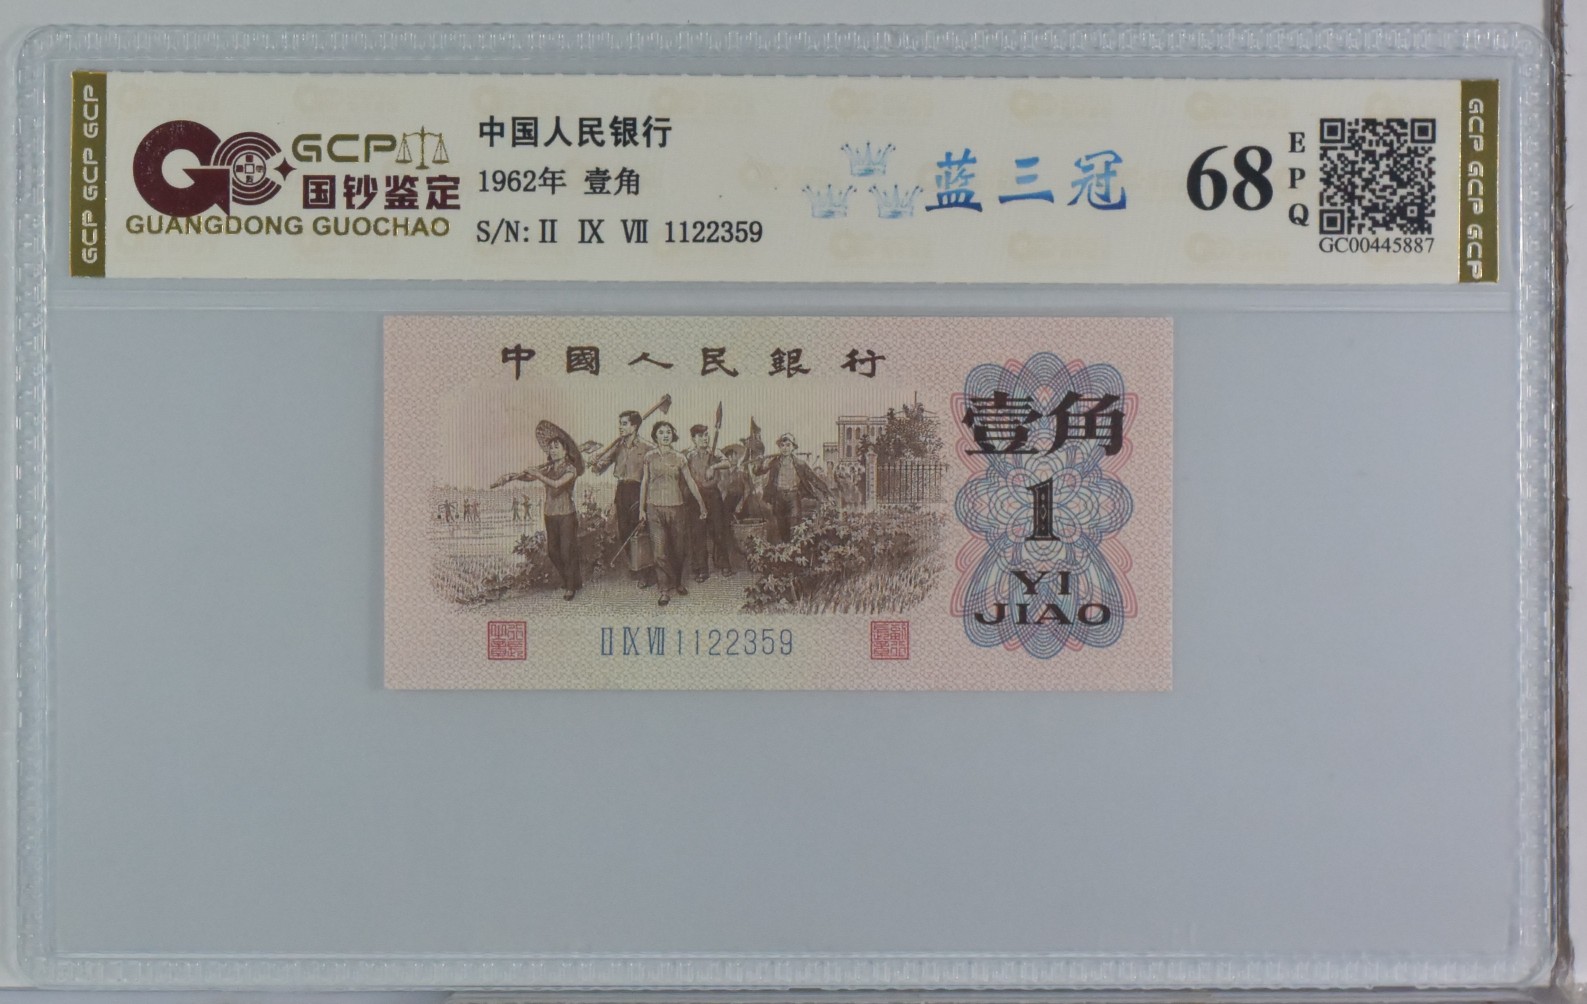 GCP GCP GCP
GCP
国钞鉴定
GUANGDONG GUOCHAO
中国人民银行
1962年 壹角
S/N: II IX VII 1122359
蓝三冠
68
EPQ
GC00445887
GCP GCP GCP
中國人民銀行
壹角
1
YI
JIAO
II IX VII 1122359